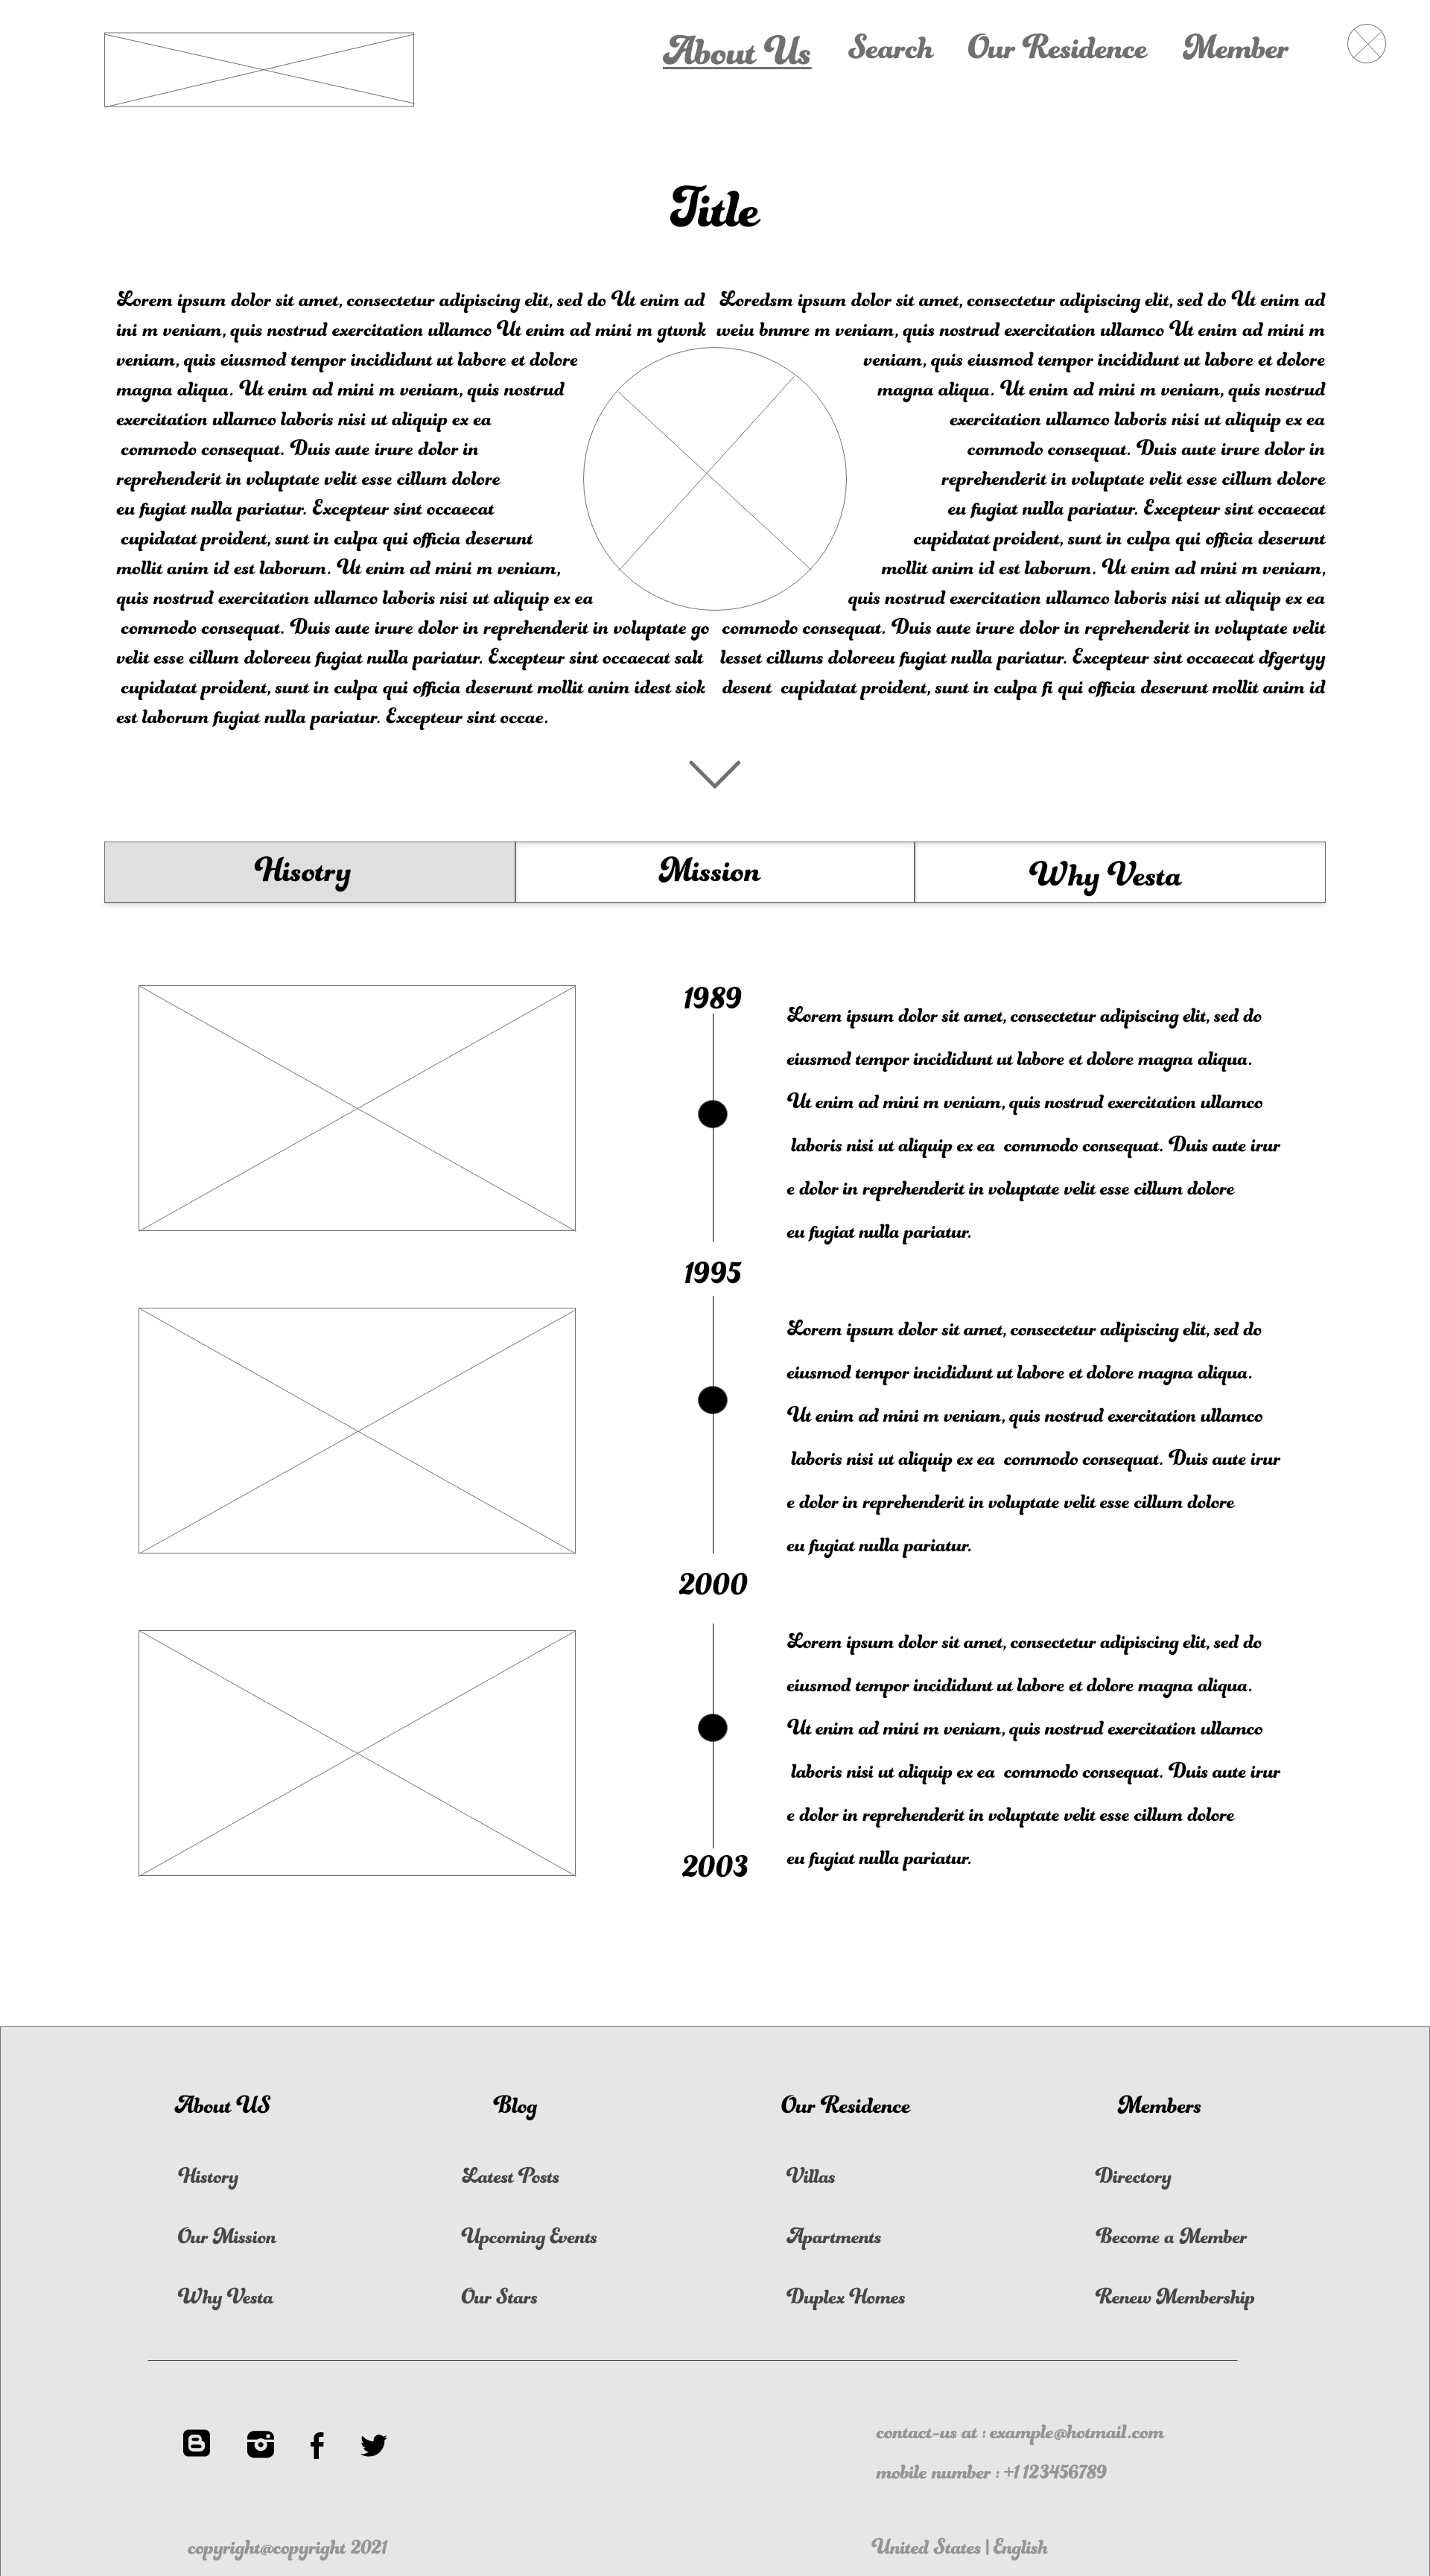 About Us Search Our Residence Member
Title
Lorem ipsum dolor sit amet, consectetur adipiscing elit, sed do Ut enim ad
ini m veniam, quis nostrud exercitation ullamco Ut enim ad mini m gtwnk
veniam, quis eiusmod tempor incididunt ut labore et dolore
magna aliqua. Ut enim ad mini m veniam, quis nostrud
exercitation ullamco laboris nisi ut aliquip ex ea
commodo consequat. Duis aute irure dolor in
reprehenderit in voluptate velit esse cillum dolore
eu fugiat nulla pariatur. Excepteur sint occaecat
cupidatat proident, sunt in culpa qui officia deserunt
mollit anim id est laborum. Ut enim ad mini m veniam,
quis nostrud exercitation ullamco laboris nisi ut aliquip ex ea
commodo consequat. Duis aute irure dolor in reprehenderit in voluptate go
velit esse cillum doloreeu fugiat nulla pariatur. Excepteur sint occaecat salt
cupidatat proident, sunt in culpa qui officia deserunt mollit anim idest siok
est laborum fugiat nulla pariatur. Excepteur sint occae.
Loredsm ipsum dolor sit amet, consectetur adipiscing elit, sed do Ut enim ad
weiu bnmre m veniam, quis nostrud exercitation ullamco Ut enim ad mini m
veniam, quis eiusmod tempor incididunt ut labore et dolore
magna aliqua. Ut enim ad mini m veniam, quis nostrud
exercitation ullamco laboris nisi ut aliquip ex ea
commodo consequat. Duis aute irure dolor in
reprehenderit in voluptate velit esse cillum dolore
eu fugiat nulla pariatur. Excepteur sint occaecat
cupidatat proident, sunt in culpa qui officia deserunt
mollit anim id est laborum. Ut enim ad mini m veniam,
quis nostrud exercitation ullamco laboris nisi ut aliquip ex ea
commodo consequat. Duis aute irure dolor in reprehenderit in voluptate velit
lesset cillums doloreeu fugiat nulla pariatur. Excepteur sint occaecat dfgertyy
desent cupidatat proident, sunt in culpa fi qui officia deserunt mollit anim id
Hisotry Mission Why Vesta
1989
Lorem ipsum dolor sit amet, consectetur adipiscing elit, sed do
eiusmod tempor incididunt ut labore et dolore magna aliqua.
Ut enim ad mini m veniam, quis nostrud exercitation ullamco
laboris nisi ut aliquip ex ea commodo consequat. Duis aute irur
e dolor in reprehenderit in voluptate velit esse cillum dolore
eu fugiat nulla pariatur.
1995
Lorem ipsum dolor sit amet, consectetur adipiscing elit, sed do
eiusmod tempor incididunt ut labore et dolore magna aliqua.
Ut enim ad mini m veniam, quis nostrud exercitation ullamco
laboris nisi ut aliquip ex ea commodo consequat. Duis aute irur
e dolor in reprehenderit in voluptate velit esse cillum dolore
eu fugiat nulla pariatur.
2000
Lorem ipsum dolor sit amet, consectetur adipiscing elit, sed do
eiusmod tempor incididunt ut labore et dolore magna aliqua.
Ut enim ad mini m veniam, quis nostrud exercitation ullamco
laboris nisi ut aliquip ex ea commodo consequat. Duis aute irur
e dolor in reprehenderit in voluptate velit esse cillum dolore
eu fugiat nulla pariatur.
2003
About US Blog Our Residence Members
History Latest Posts Villas Directory
Our Mission Upcoming Events Apartments Become a Member
Why Vesta Our Stars Duplex Homes Renew Membership
contact-us at : example@hotmail.com
mobile number : +1 123456789
copyright@copyright 2021 United States | English